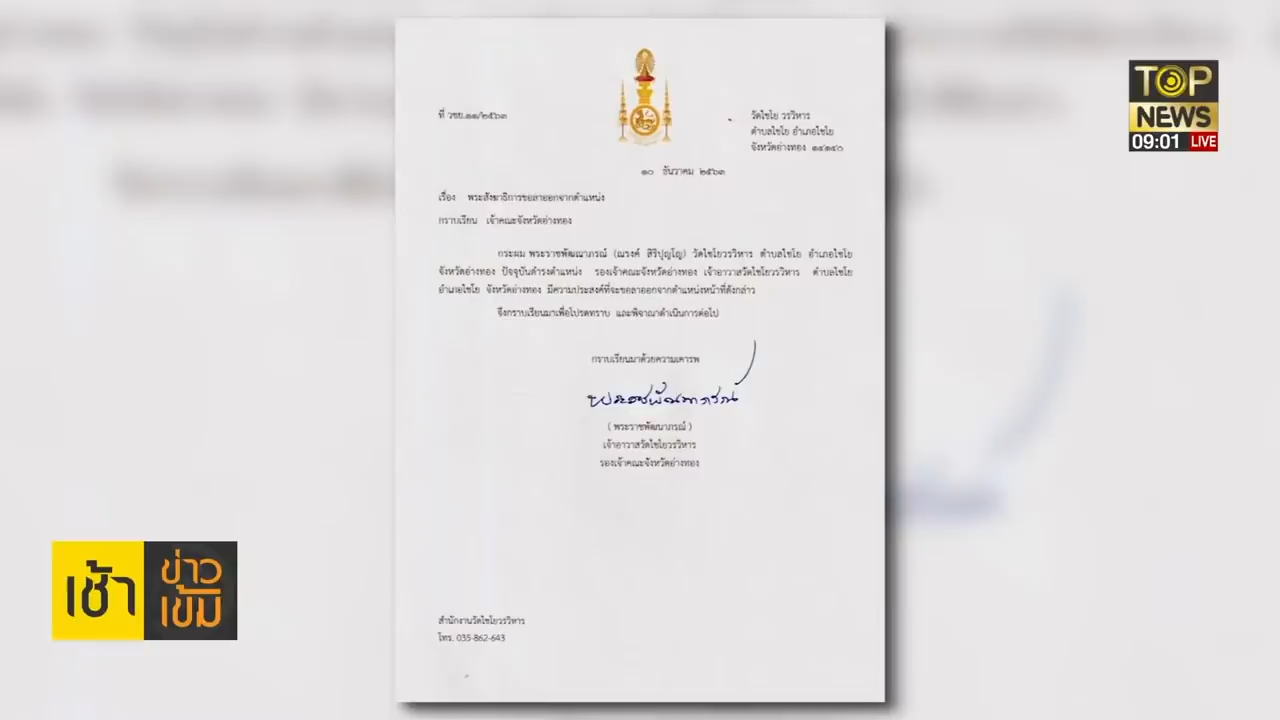 TOP
NEWS
09:01 LIVE
ที่ วชย.๑๑/๒๕๖๓
วัดไชโย วรวิหาร
ตำบลไชโย อำเภอไชโย
จังหวัดอ่างทอง ๑๔๑๔๐
๑๐ ธันวาคม ๒๕๖๓
เรื่อง พระสังฆาธิการขอลาออกจากตำแหน่ง
กราบเรียน เจ้าคณะจังหวัดอ่างทอง
กระผม พระราชพัฒนาภรณ์ (ณรงค์ สิริปุญโญ) วัดไชโยวรวิหาร ตำบลไชโย อำเภอไชโย
จังหวัดอ่างทอง ปัจจุบันดำรงตำแหน่ง รองเจ้าคณะจังหวัดอ่างทอง เจ้าอาวาสวัดไชโยวรวิหาร ตำบลไชโย
อำเภอไชโย จังหวัดอ่างทอง มีความประสงค์ที่จะขอลาออกจากตำแหน่งหน้าที่ดังกล่าว
จึงกราบเรียนมาเพื่อโปรดทราบ และพิจาณาดำเนินการต่อไป
กราบเรียนมาด้วยความเคารพ
พระราชพัฒนาภรณ์
( พระราชพัฒนาภรณ์ )
เจ้าอาวาสวัดไชโยวรวิหาร
รองเจ้าคณะจังหวัดอ่างทอง
สำนักงานวัดไชโยวรวิหาร
โทร. 035-862-643
เช้า
ข่าว
เข้ม